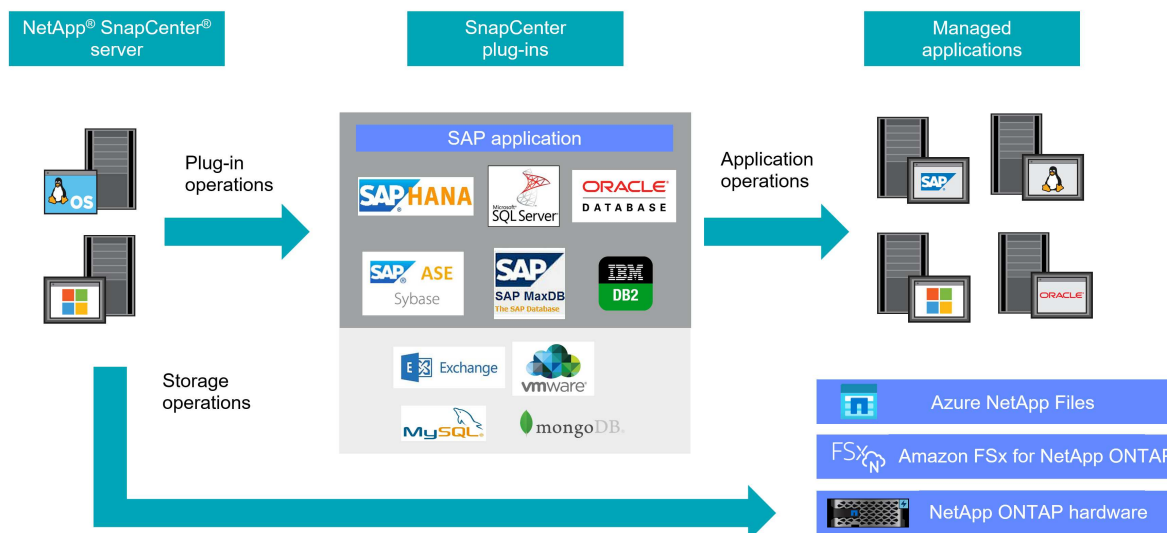 NetApp® SnapCenter®
server
SnapCenter
plug-ins
Managed
applications
OS
Plug-in
operations
SAP application
SAP HANA
Microsoft®
SQL Server®
ORACLE®
DATABASE
SAP® ASE
Sybase
SAP®
SAP MaxDB
The SAP Database
IBM
DB2
Application
operations
SAP
ORACLE
Storage
operations
E Exchange
vmware®
MySQL®
mongoDB®
Azure NetApp Files
FSx N Amazon FSx for NetApp ONTAP
NetApp ONTAP hardware